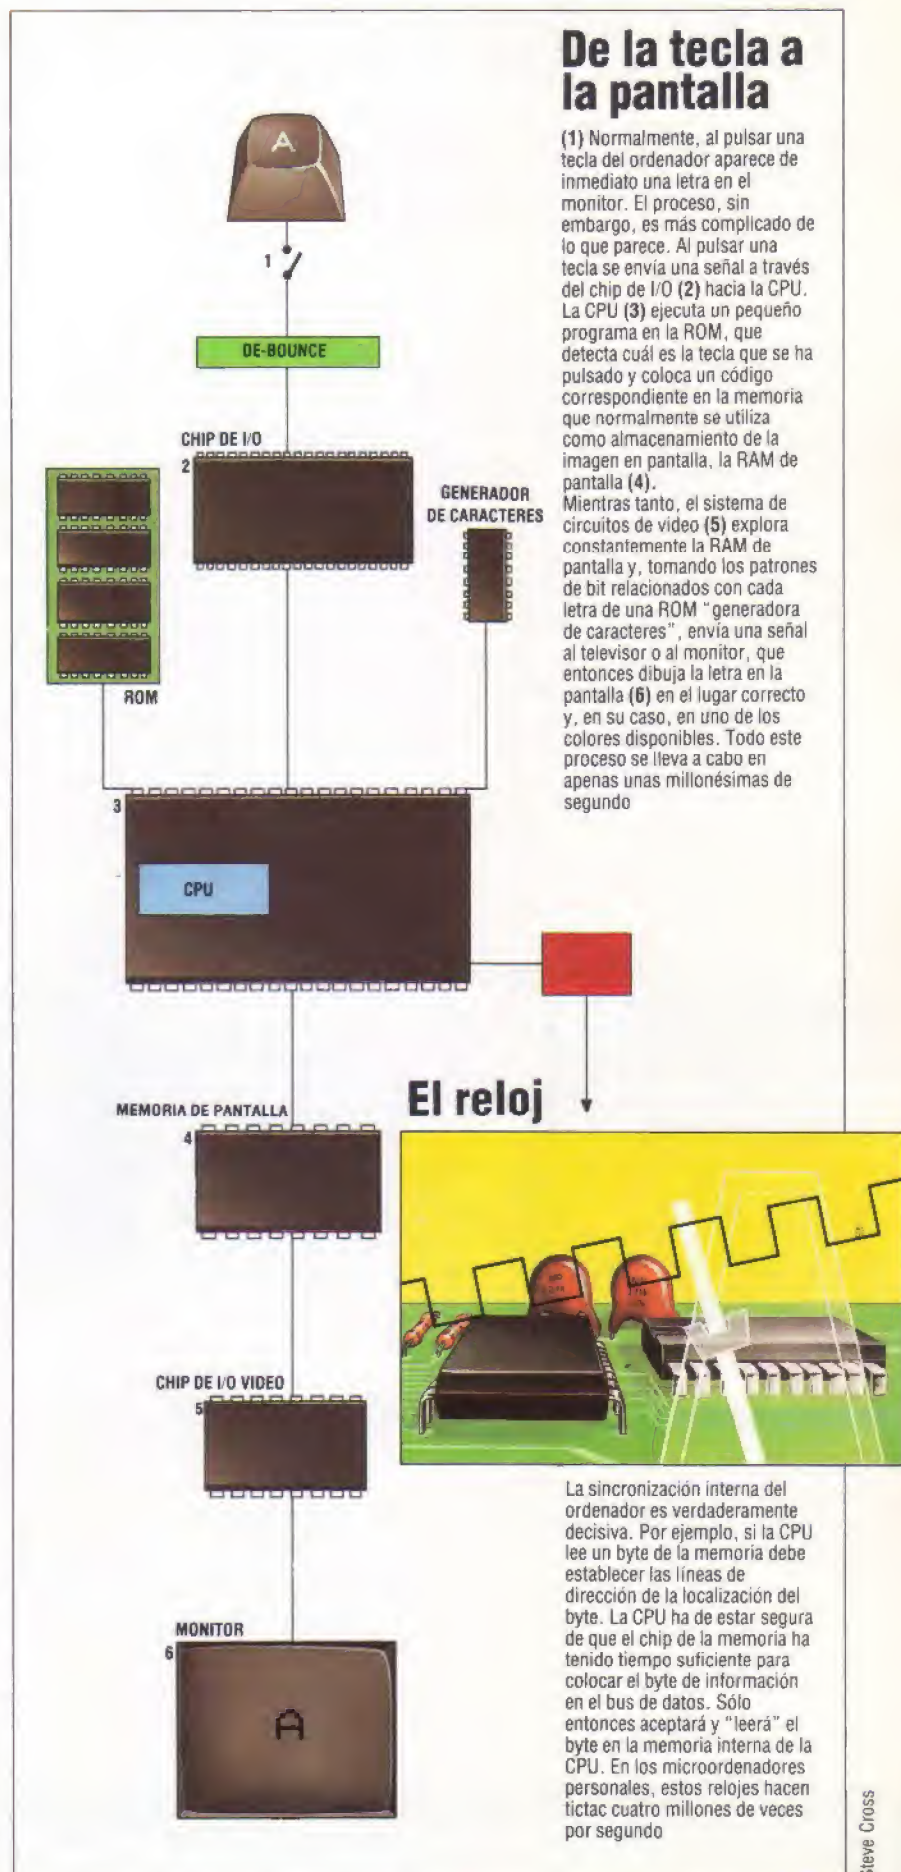 De la tecla a
la pantalla
(1) Normalmente, al pulsar una
tecla del ordenador aparece de
inmediato una letra en el
monitor. El proceso, sin
embargo, es más complicado de
lo que parece. Al pulsar una
tecla se envía una señal a través
del chip de I/O (2) hacia la CPU.
La CPU (3) ejecuta un pequeño
programa en la ROM, que
detecta cuál es la tecla que se ha
pulsado y coloca un código
correspondiente en la memoria
que normalmente se utiliza
como almacenamiento de la
imagen en pantalla, la RAM de
pantalla (4).
Mientras tanto, el sistema de
circuitos de video (5) explora
constantemente la RAM de
pantalla y, tomando los patrones
de bit relacionados con cada
letra de una ROM "generadora
de caracteres", envía una señal
al televisor o al monitor, que
entonces dibuja la letra en la
pantalla (6) en el lugar correcto
y, en su caso, en uno de los
colores disponibles. Todo este
proceso se lleva a cabo en
apenas unas millonésimas de
segundo
A
1
DE-BOUNCE
CHIP DE I/O
2
GENERADOR
DE CARACTERES
ROM
3
CPU
MEMORIA DE PANTALLA
4
CHIP DE I/O VIDEO
5
MONITOR
6
A
El reloj
La sincronización interna del
ordenador es verdaderamente
decisiva. Por ejemplo, si la CPU
lee un byte de la memoria debe
establecer las líneas de
dirección de la localización del
byte. La CPU ha de estar segura
de que el chip de la memoria ha
tenido tiempo suficiente para
colocar el byte de información
en el bus de datos. Sólo
entonces aceptará y "leerá" el
byte en la memoria interna de la
CPU. En los microordenadores
personales, estos relojes hacen
tictac cuatro millones de veces
por segundo
Steve Cross